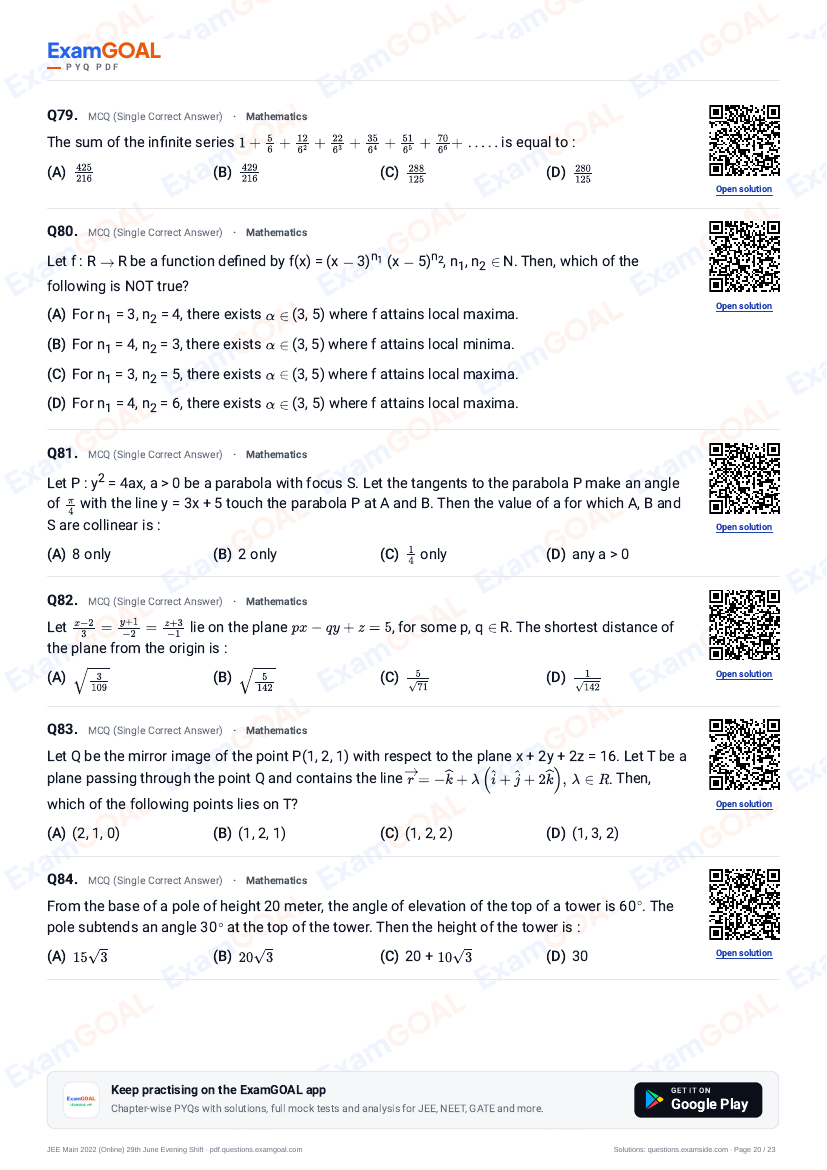 ExamGOAL
PYQ PDF
Q79. MCQ (Single Correct Answer) · Mathematics
The sum of the infinite series 1 + 5/6 + 12/6² + 22/6³ + 35/6⁴ + 51/6⁵ + 70/6⁶ + ..... is equal to :
(A) 425/216 (B) 429/216 (C) 288/125 (D) 280/125
Open solution
Q80. MCQ (Single Correct Answer) · Mathematics
Let f : R → R be a function defined by f(x) = (x − 3)^n₁ (x − 5)^n₂, n₁, n₂ ∈ N. Then, which of the
following is NOT true?
Open solution
(A) For n₁ = 3, n₂ = 4, there exists α ∈ (3, 5) where f attains local maxima.
(B) For n₁ = 4, n₂ = 3, there exists α ∈ (3, 5) where f attains local minima.
(C) For n₁ = 3, n₂ = 5, there exists α ∈ (3, 5) where f attains local maxima.
(D) For n₁ = 4, n₂ = 6, there exists α ∈ (3, 5) where f attains local maxima.
Q81. MCQ (Single Correct Answer) · Mathematics
Let P : y² = 4ax, a > 0 be a parabola with focus S. Let the tangents to the parabola P make an angle
of π/4 with the line y = 3x + 5 touch the parabola P at A and B. Then the value of a for which A, B and
S are collinear is :
Open solution
(A) 8 only (B) 2 only (C) 1/4 only (D) any a > 0
Q82. MCQ (Single Correct Answer) · Mathematics
Let (x−2)/3 = (y+1)/−2 = (z+3)/−1 lie on the plane px − qy + z = 5, for some p, q ∈ R. The shortest distance of
the plane from the origin is :
(A) √(3/109) (B) √(5/142) (C) 5/√71 (D) 1/√142
Open solution
Q83. MCQ (Single Correct Answer) · Mathematics
Let Q be the mirror image of the point P(1, 2, 1) with respect to the plane x + 2y + 2z = 16. Let T be a
plane passing through the point Q and contains the line r⃗ = −k̂ + λ(î + ĵ + 2k̂), λ ∈ R. Then,
which of the following points lies on T?
Open solution
(A) (2, 1, 0) (B) (1, 2, 1) (C) (1, 2, 2) (D) (1, 3, 2)
Q84. MCQ (Single Correct Answer) · Mathematics
From the base of a pole of height 20 meter, the angle of elevation of the top of a tower is 60°. The
pole subtends an angle 30° at the top of the tower. Then the height of the tower is :
(A) 15√3 (B) 20√3 (C) 20 + 10√3 (D) 30
Open solution
ExamGOAL
Keep practising on the ExamGOAL app
Chapter-wise PYQs with solutions, full mock tests and analysis for JEE, NEET, GATE and more.
GET IT ON
Google Play
JEE Main 2022 (Online) 29th June Evening Shift · pdf.questions.examgoal.com
Solutions: questions.examside.com · Page 20 / 23